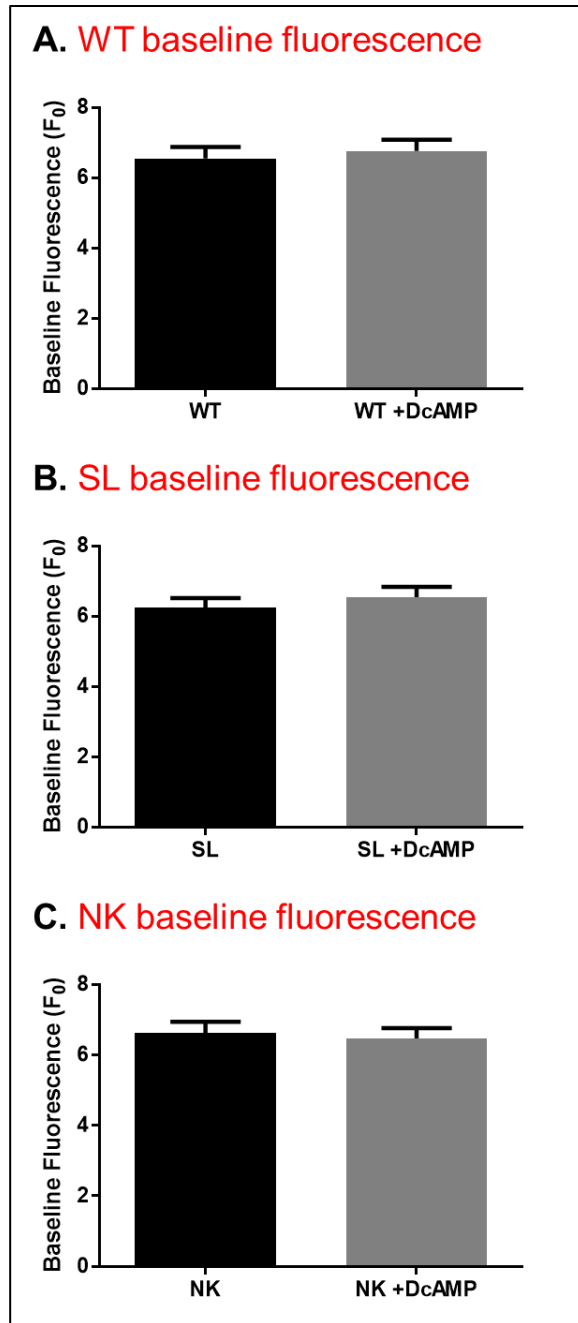 A. WT baseline fluorescence
Baseline Fluorescence (F0)
8
6
4
2
0
WT
WT +DcAMP
B. SL baseline fluorescence
Baseline Fluorescence (F0)
8
6
4
2
0
SL
SL +DcAMP
C. NK baseline fluorescence
Baseline Fluorescence (F0)
8
6
4
2
0
NK
NK +DcAMP